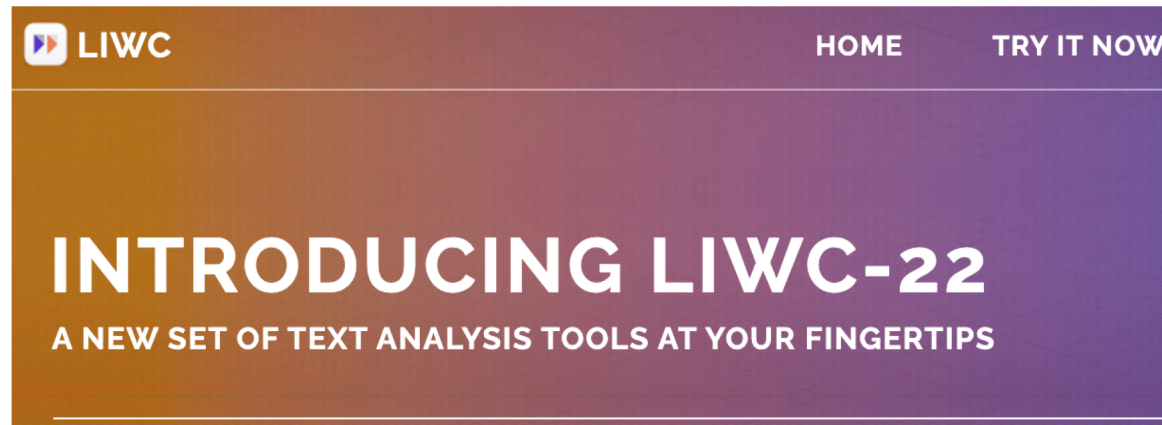 LIWC
HOME TRY IT NOW
INTRODUCING LIWC-22
A NEW SET OF TEXT ANALYSIS TOOLS AT YOUR FINGERTIPS